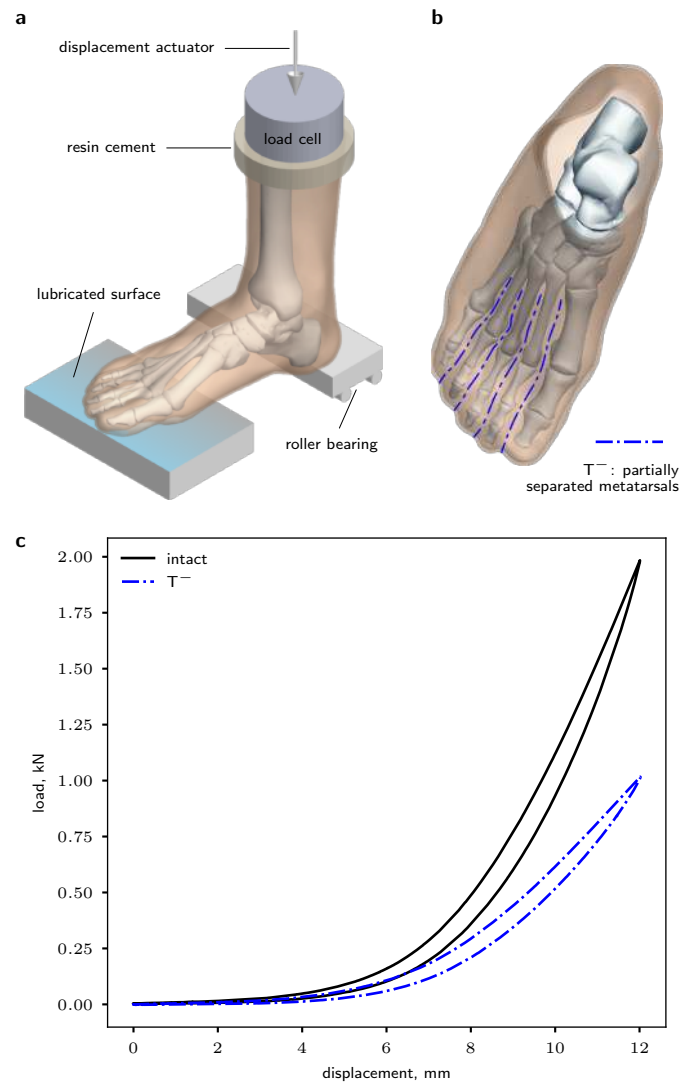 a
displacement actuator
load cell
resin cement
lubricated surface
roller bearing
b
T⁻: partially
separated metatarsals
c
intact
T⁻
2.00
1.75
1.50
1.25
1.00
0.75
0.50
0.25
0.00
load, kN
0 2 4 6 8 10 12
displacement, mm